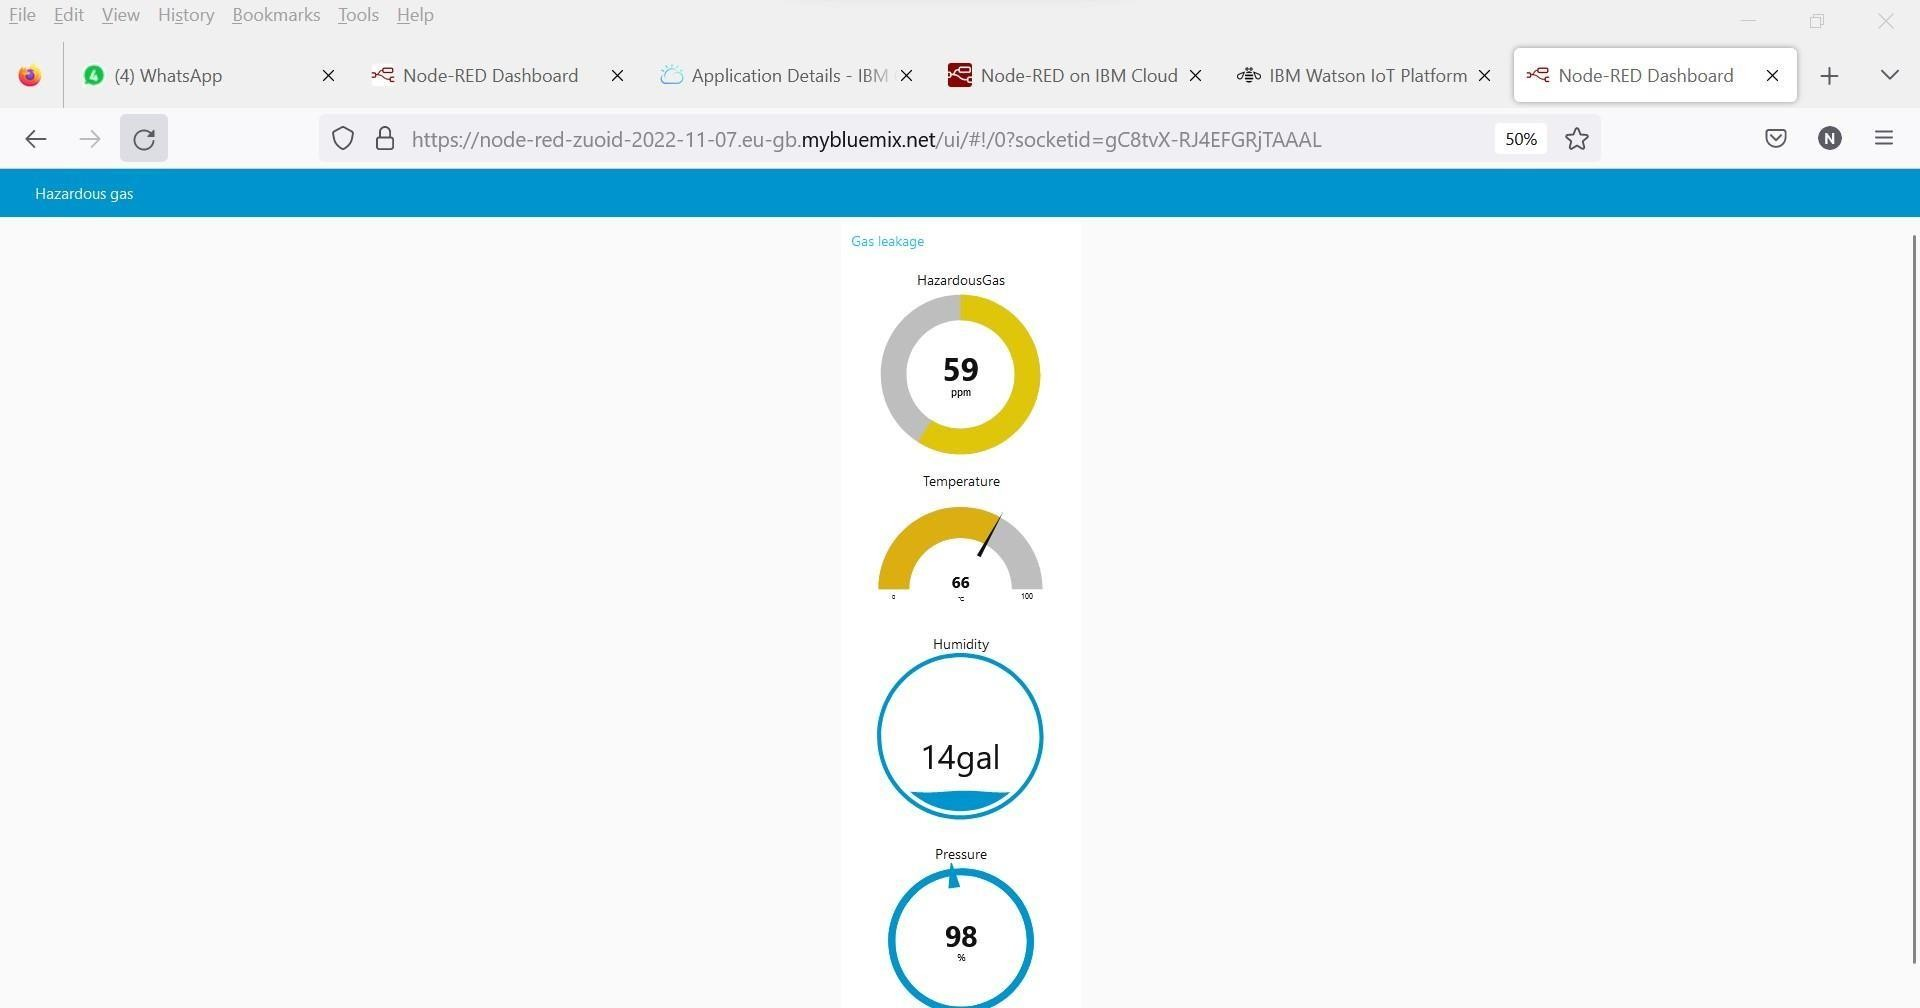 File Edit View History Bookmarks Tools Help
(4) WhatsApp
Node-RED Dashboard
Application Details - IBM
Node-RED on IBM Cloud
IBM Watson IoT Platform
Node-RED Dashboard
https://node-red-zuoid-2022-11-07.eu-gb.mybluemix.net/ui/#!/0?socketid=gC8tvX-RJ4EFGRjTAAAL
50%
N
Hazardous gas
Gas leakage
HazardousGas
59
ppm
Temperature
66
0 °C 100
Humidity
14gal
Pressure
98
%